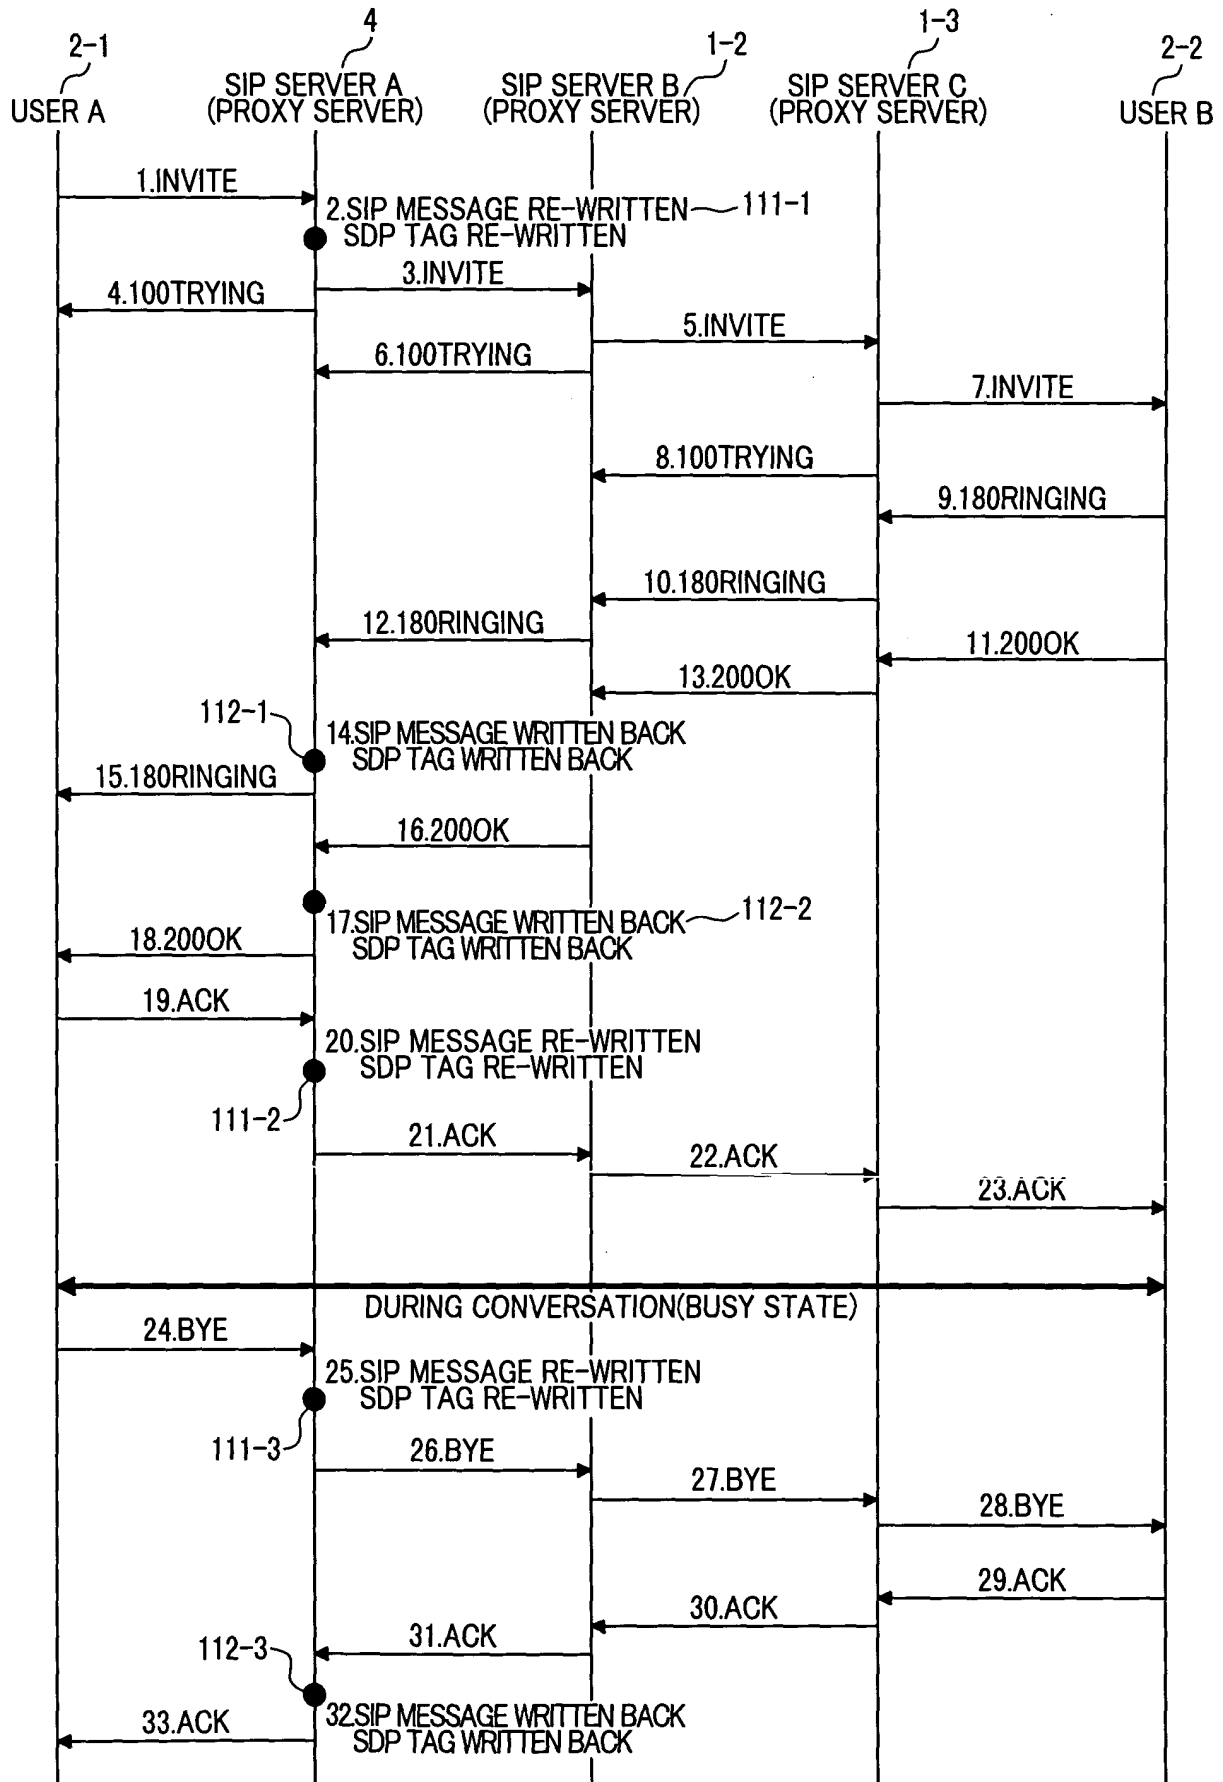 4
1-3
2-1
1-2
2-2
SIP SERVER A
SIP SERVER B
SIP SERVER C
USER A
(PROXY SERVER)
(PROXY SERVER)
(PROXY SERVER)
USER B
1.INVITE
2.SIP MESSAGE RE-WRITTEN
111-1
SDP TAG RE-WRITTEN
3.INVITE
4.100TRYING
5.INVITE
6.100TRYING
7.INVITE
8.100TRYING
9.180RINGING
10.180RINGING
12.180RINGING
11.200OK
13.200OK
112-1
14.SIP MESSAGE WRITTEN BACK
SDP TAG WRITTEN BACK
15.180RINGING
16.200OK
17.SIP MESSAGE WRITTEN BACK
112-2
SDP TAG WRITTEN BACK
18.200OK
19.ACK
20.SIP MESSAGE RE-WRITTEN
SDP TAG RE-WRITTEN
111-2
21.ACK
22.ACK
23.ACK
DURING CONVERSATION(BUSY STATE)
24.BYE
25.SIP MESSAGE RE-WRITTEN
SDP TAG RE-WRITTEN
111-3
26.BYE
27.BYE
28.BYE
29.ACK
30.ACK
31.ACK
112-3
32.SIP MESSAGE WRITTEN BACK
SDP TAG WRITTEN BACK
33.ACK